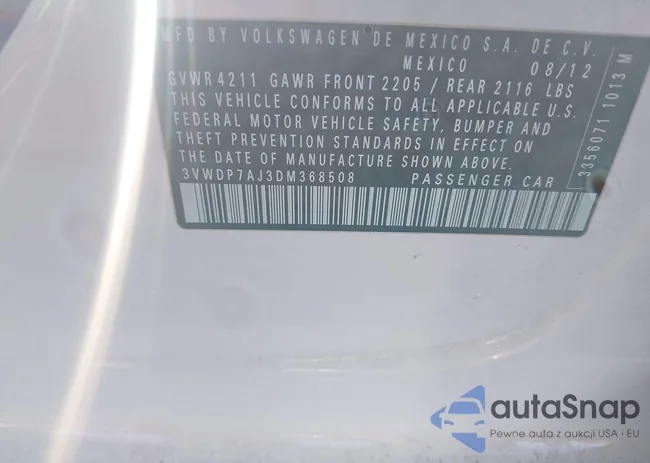 MFD BY VOLKSWAGEN DE MEXICO S.A. DE C.V.
MEXICO 08/12
GVWR 4211 GAWR FRONT 2205 / REAR 2116 LBS
THIS VEHICLE CONFORMS TO ALL APPLICABLE U.S.
FEDERAL MOTOR VEHICLE SAFETY, BUMPER AND
THEFT PREVENTION STANDARDS IN EFFECT ON
THE DATE OF MANUFACTURE SHOWN ABOVE.
3VWDP7AJ3DM368508 PASSENGER CAR
3356071 1013 M
autaSnap
Pewne auta z aukcji USA i EU